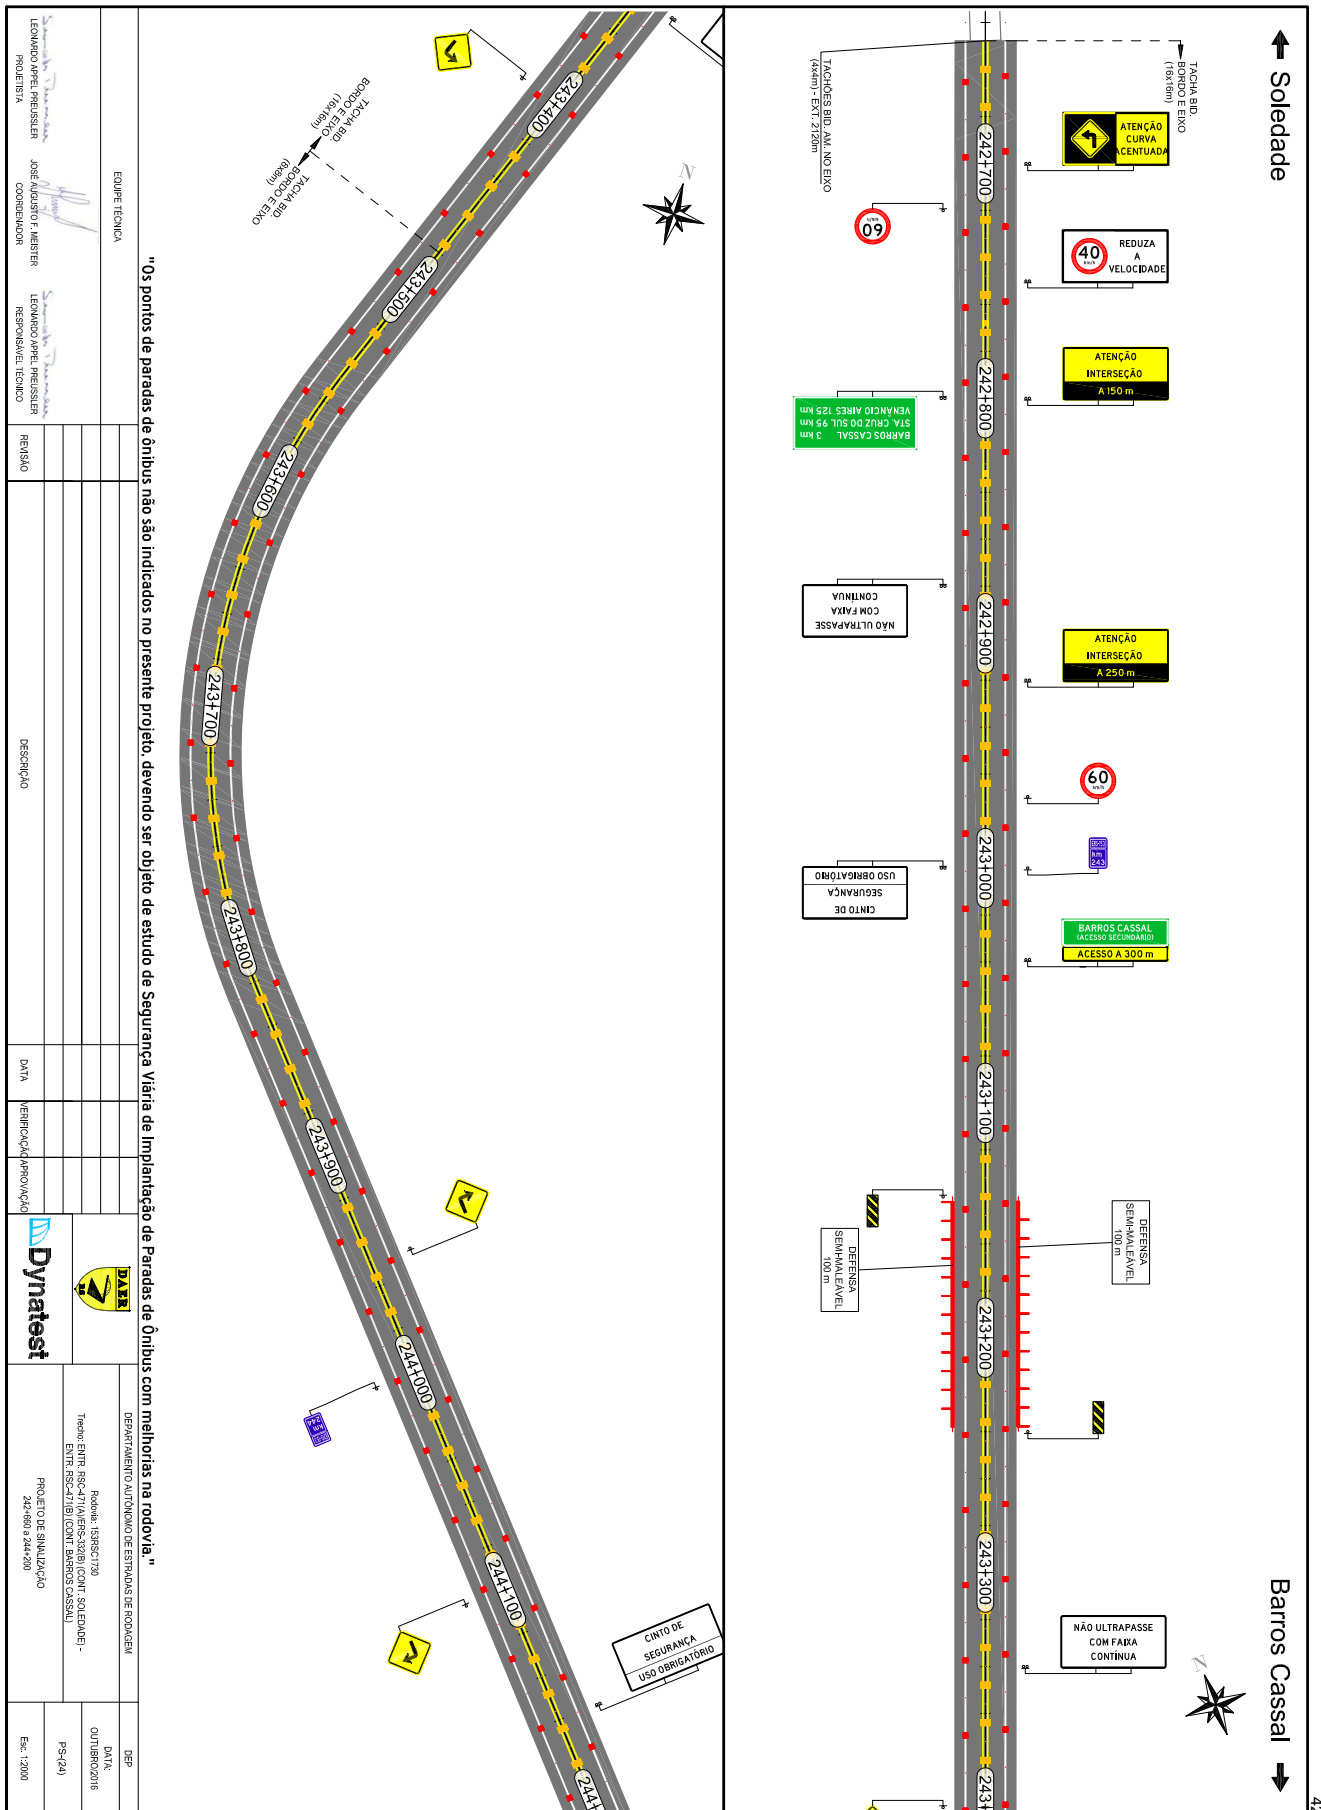 ← Soledade
Barros Cassal →
TACHA BID.
BORDO E EIXO
(16x16m)
TACHÕES BID. AM. NO EIXO
(4x4m) - EXT. 2120m
ATENÇÃO
CURVA
ACENTUADA
40
km/h
REDUZA
A
VELOCIDADE
ATENÇÃO
INTERSEÇÃO
A 150 m
ATENÇÃO
INTERSEÇÃO
A 250 m
60
km/h
km
243
BARROS CASSAL
(ACESSO SECUNDÁRIO)
ACESSO A 300 m
DEFENSA
SEMI-MALEÁVEL
100 m
NÃO ULTRAPASSE
COM FAIXA
CONTÍNUA
N
242+700
242+800
242+900
243+000
243+100
243+200
243+300
243+
60
km/h
BARROS CASSAL 3 km
STA. CRUZ DO SUL 95 km
VENÂNCIO AIRES 125 km
NÃO ULTRAPASSE
COM FAIXA
CONTÍNUA
CINTO DE
SEGURANÇA
USO OBRIGATÓRIO
DEFENSA
SEMI-MALEÁVEL
100 m
N
TACHA BID.
BORDO E EIXO
(16x16m)
TACHA BID.
BORDO E EIXO
(8x8m)
243+400
243+500
243+600
243+700
243+800
243+900
244+000
244+100
244+
km
244
CINTO DE
SEGURANÇA
USO OBRIGATÓRIO
"Os pontos de paradas de ônibus não são indicados no presente projeto, devendo ser objeto de estudo de Segurança Viária de Implantação de Paradas de Ônibus com melhorias na rodovia."
EQUIPE TÉCNICA
LEONARDO APPEL PREUSSLER
PROJETISTA
JOSÉ AUGUSTO F. MEISTER
COORDENADOR
LEONARDO APPEL PREUSSLER
RESPONSÁVEL TÉCNICO
REVISÃO
DESCRIÇÃO
DATA
VERIFICAÇÃO
APROVAÇÃO
DAER
RS
Dynatest
DEPARTAMENTO AUTÔNOMO DE ESTRADAS DE RODAGEM
Rodovia: 153RSC1730
Trecho: ENTR. RSC-471(A)/ERS-332(B) (CONT. SOLEDADE) -
ENTR. RSC-471(B) (CONT. BARROS CASSAL)
PROJETO DE SINALIZAÇÃO
242+660 a 244+200
DEP
DATA:
OUTUBRO/2016
PS-(24)
Esc. 1:2000